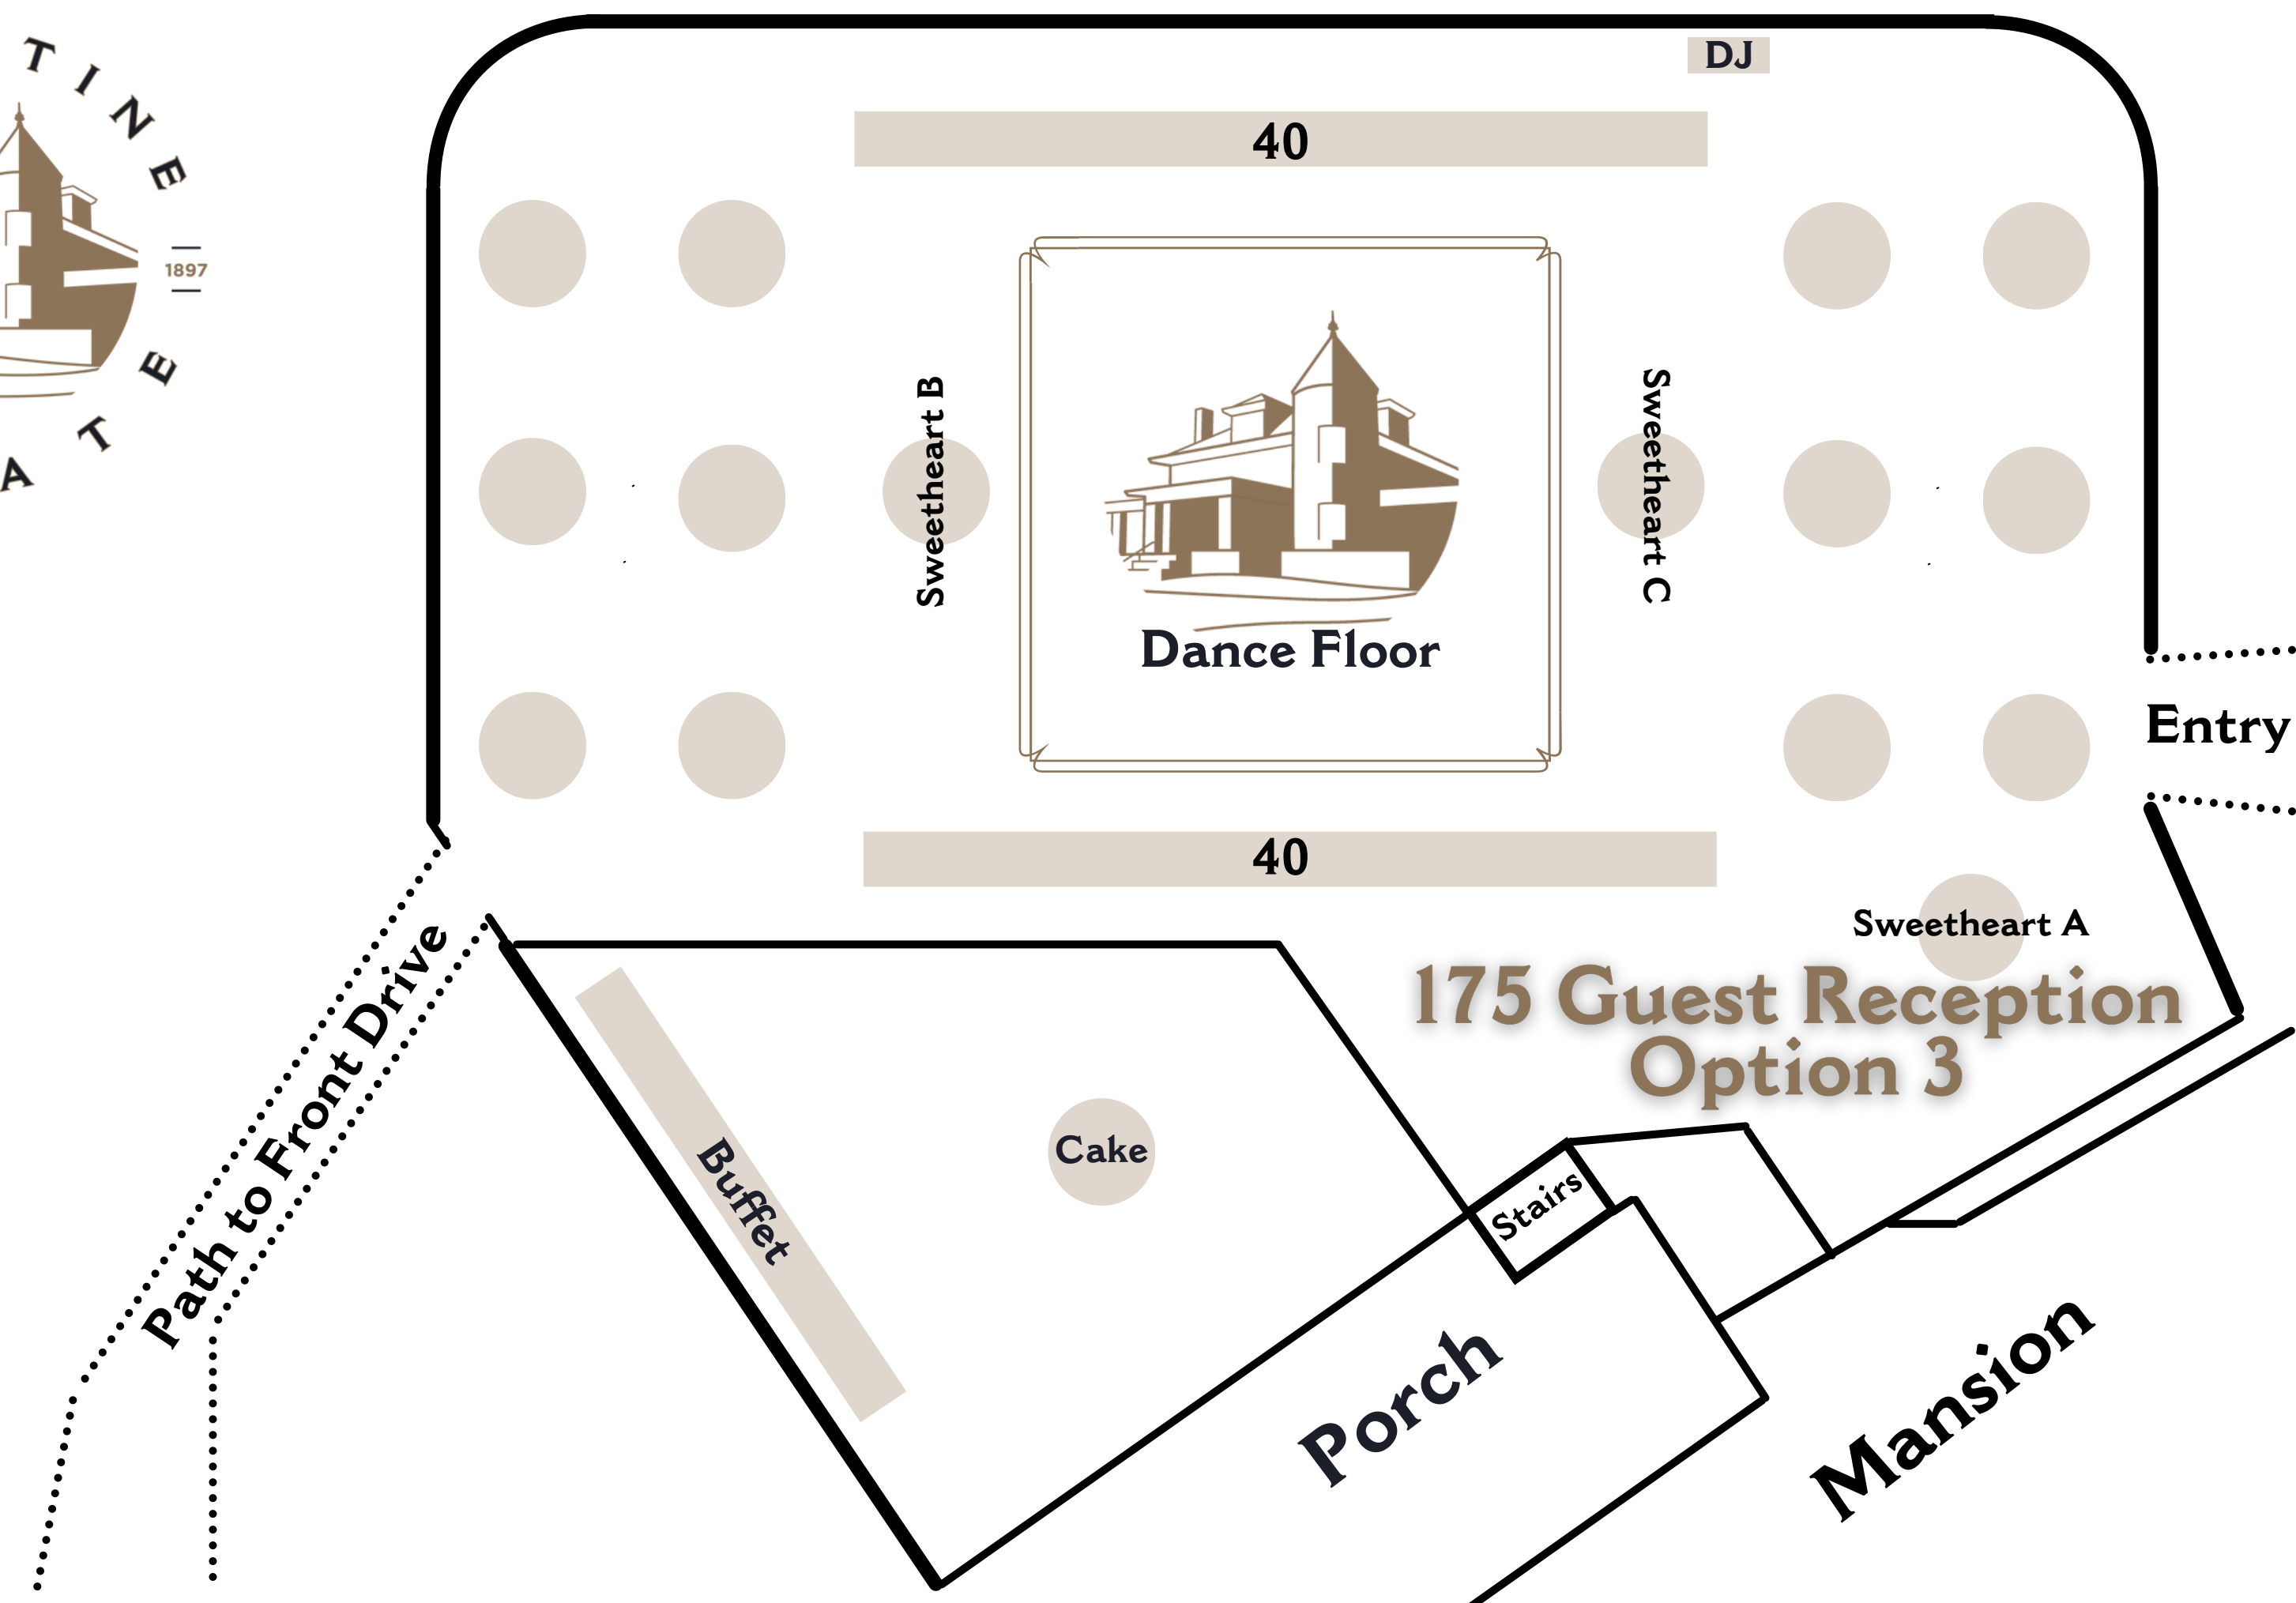 TINE
1897
ATE
DJ
40
Sweetheart B
Sweetheart C
Dance Floor
Entry
40
Sweetheart A
175 Guest Reception
Option 3
Path to Front Drive
Buffet
Cake
Stairs
Porch
Mansion